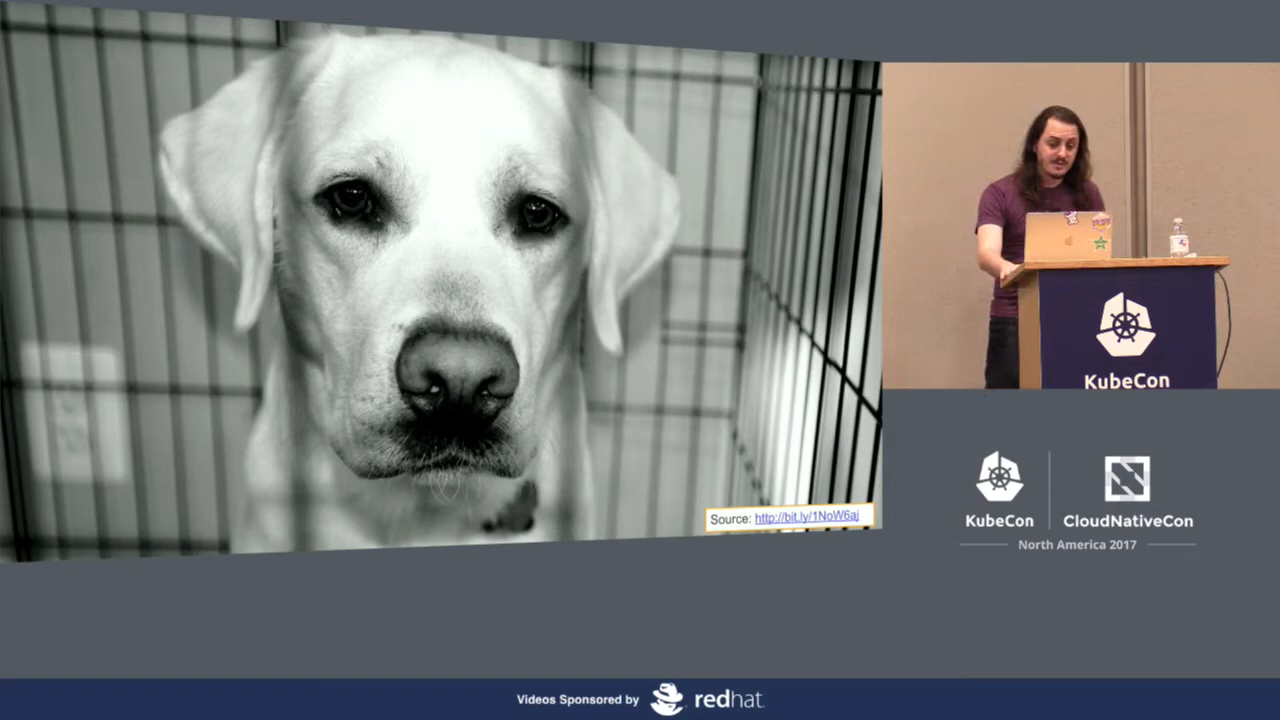 Source: http://bit.ly/1NoW6aj
KubeCon
KubeCon
CloudNativeCon
North America 2017
Videos Sponsored by
redhat.